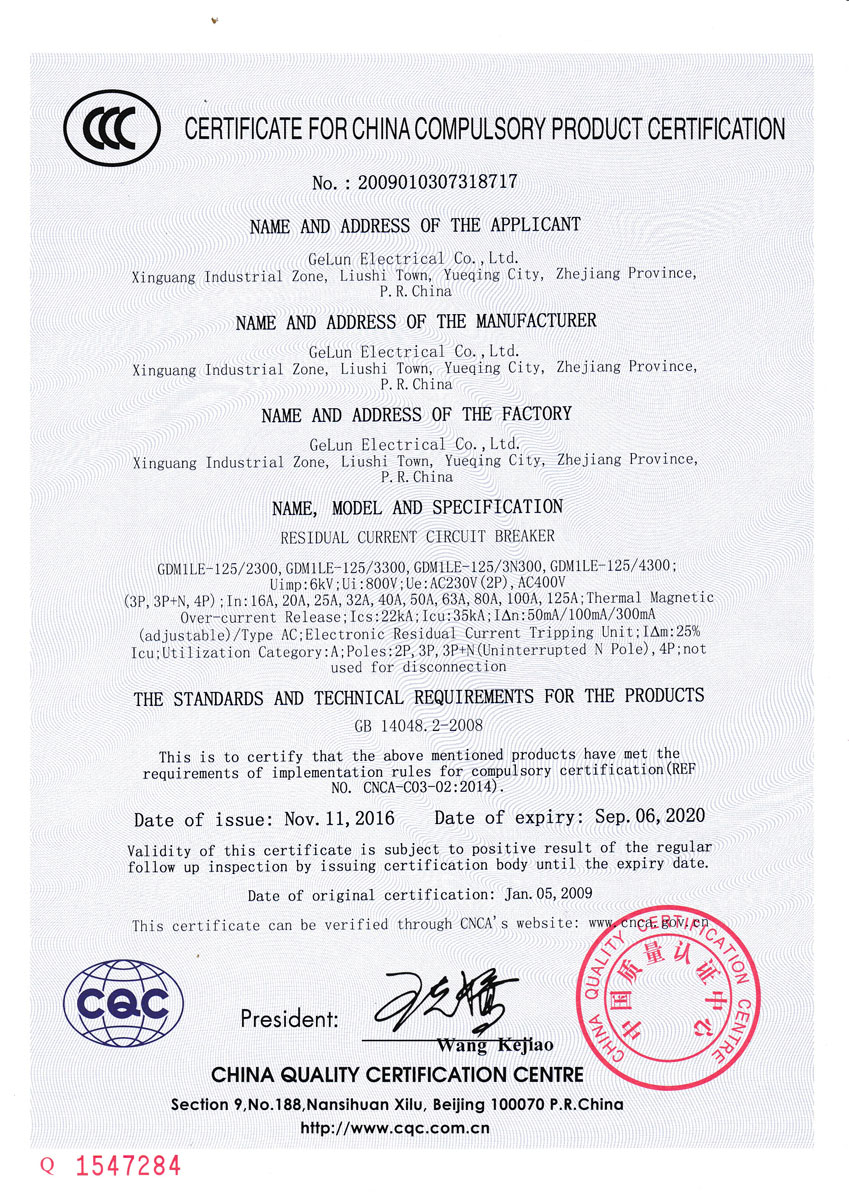 CCC
CERTIFICATE FOR CHINA COMPULSORY PRODUCT CERTIFICATION
No. : 2009010307318717
NAME AND ADDRESS OF THE APPLICANT
GeLun Electrical Co.,Ltd.
Xinguang Industrial Zone, Liushi Town, Yueqing City, Zhejiang Province,
P.R.China
NAME AND ADDRESS OF THE MANUFACTURER
GeLun Electrical Co.,Ltd.
Xinguang Industrial Zone, Liushi Town, Yueqing City, Zhejiang Province,
P.R.China
NAME AND ADDRESS OF THE FACTORY
GeLun Electrical Co.,Ltd.
Xinguang Industrial Zone, Liushi Town, Yueqing City, Zhejiang Province,
P.R.China
NAME, MODEL AND SPECIFICATION
RESIDUAL CURRENT CIRCUIT BREAKER
GDM1LE-125/2300,GDM1LE-125/3300,GDM1LE-125/3N300,GDM1LE-125/4300;
Uimp:6kV;Ui:800V;Ue:AC230V(2P),AC400V
(3P,3P+N,4P);In:16A,20A,25A,32A,40A,50A,63A,80A,100A,125A;Thermal Magnetic
Over-current Release;Ics:22kA;Icu:35kA;IΔn:50mA/100mA/300mA
(adjustable)/Type AC;Electronic Residual Current Tripping Unit;IΔm:25%
Icu;Utilization Category:A;Poles:2P,3P,3P+N(Uninterrupted N Pole),4P;not
used for disconnection
THE STANDARDS AND TECHNICAL REQUIREMENTS FOR THE PRODUCTS
GB 14048.2-2008
This is to certify that the above mentioned products have met the
requirements of implementation rules for compulsory certification(REF
NO. CNCA-C03-02:2014).
Date of issue: Nov.11,2016 Date of expiry: Sep.06,2020
Validity of this certificate is subject to positive result of the regular
follow up inspection by issuing certification body until the expiry date.
Date of original certification: Jan.05,2009
This certificate can be verified through CNCA's website: www.cnca.gov.cn
CHINA QUALITY CERTIFICATION CENTRE
中国质量认证中心
CQC
President:
Wang Kejiao
CHINA QUALITY CERTIFICATION CENTRE
Section 9,No.188,Nansihuan Xilu, Beijing 100070 P.R.China
http://www.cqc.com.cn
Q 1547284